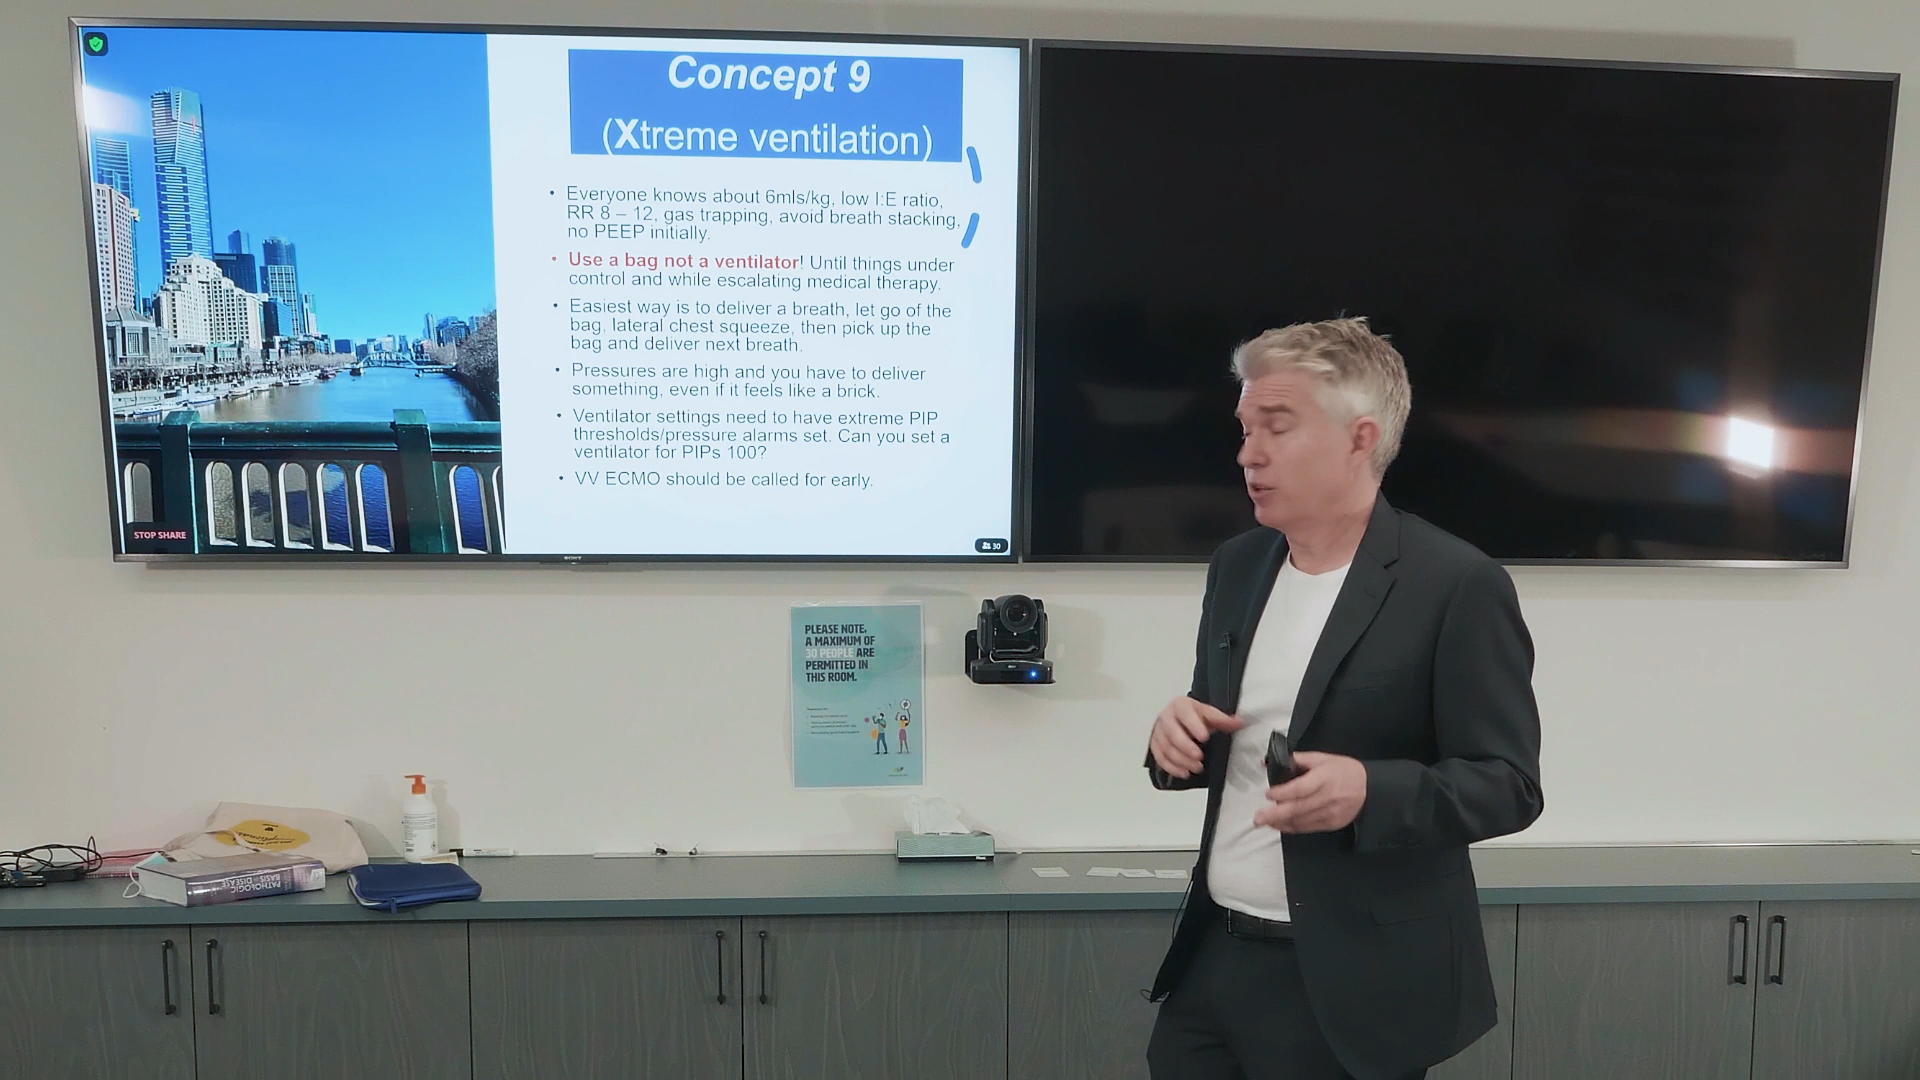 Concept 9
(Xtreme ventilation)
• Everyone knows about 6mls/kg, low I:E ratio,
RR 8 – 12, gas trapping, avoid breath stacking,
no PEEP initially.
• Use a bag not a ventilator! Until things under
control and while escalating medical therapy.
• Easiest way is to deliver a breath, let go of the
bag, lateral chest squeeze, then pick up the
bag and deliver next breath.
• Pressures are high and you have to deliver
something, even if it feels like a brick.
• Ventilator settings need to have extreme PIP
thresholds/pressure alarms set. Can you set a
ventilator for PIPs 100?
• VV ECMO should be called for early.
STOP SHARE
30
SONY
PLEASE NOTE,
A MAXIMUM OF
30 PEOPLE ARE
PERMITTED IN
THIS ROOM.
PATHOLOGIC
BASIS of
DISEASE